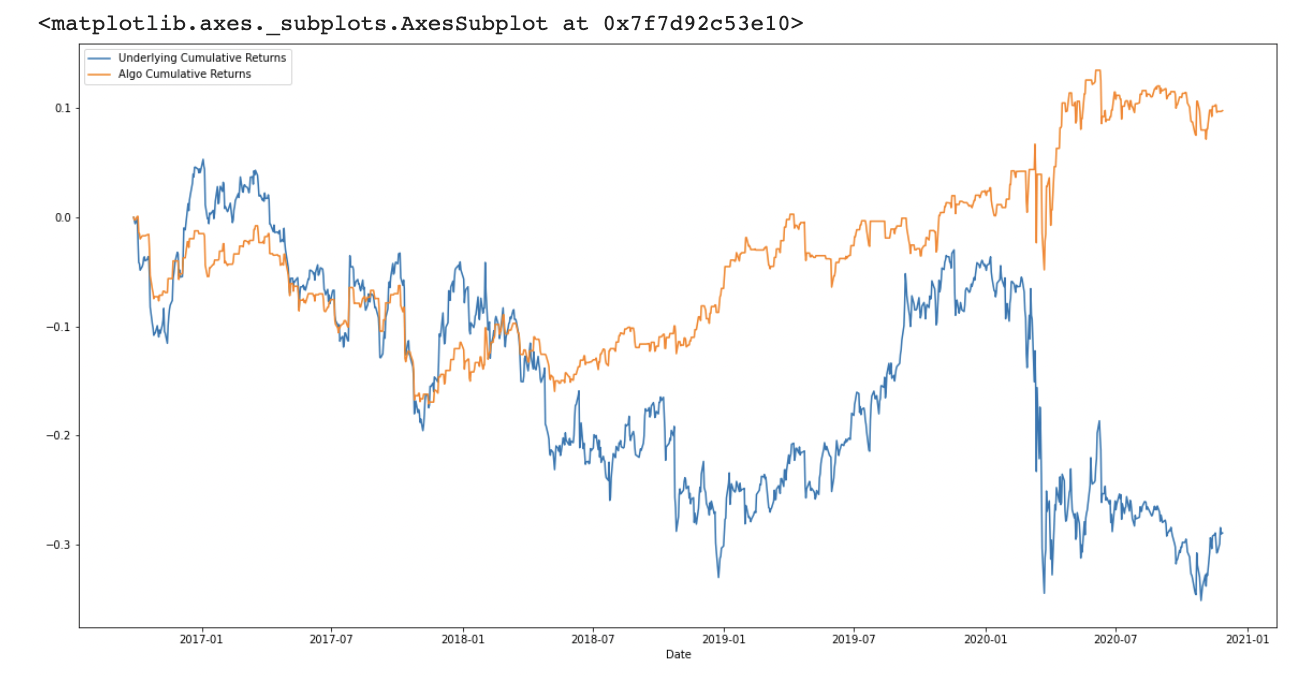 <matplotlib.axes._subplots.AxesSubplot at 0x7f7d92c53e10>
Underlying Cumulative Returns
Algo Cumulative Returns
0.1
0.0
−0.1
−0.2
−0.3
2017-01 2017-07 2018-01 2018-07 2019-01 2019-07 2020-01 2020-07 2021-01
Date